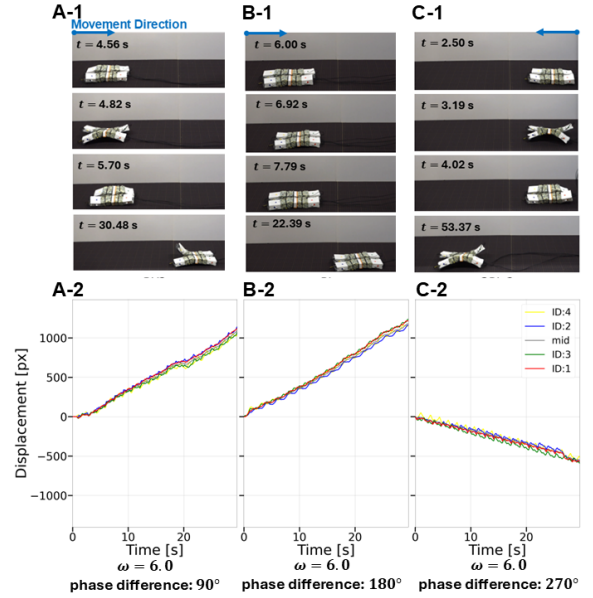 A-1
B-1
C-1
Movement Direction
t = 4.56 s
t = 6.00 s
t = 2.50 s
t = 4.82 s
t = 6.92 s
t = 3.19 s
t = 5.70 s
t = 7.79 s
t = 4.02 s
t = 30.48 s
t = 22.39 s
t = 53.37 s
A-2
B-2
C-2
ID:4
ID:2
mid
ID:3
ID:1
Displacement [px]
1000
500
0
−500
−1000
0 10 20
0 10 20
0 10 20
Time [s]
Time [s]
Time [s]
ω = 6.0
ω = 6.0
ω = 6.0
phase difference: 90°
phase difference: 180°
phase difference: 270°